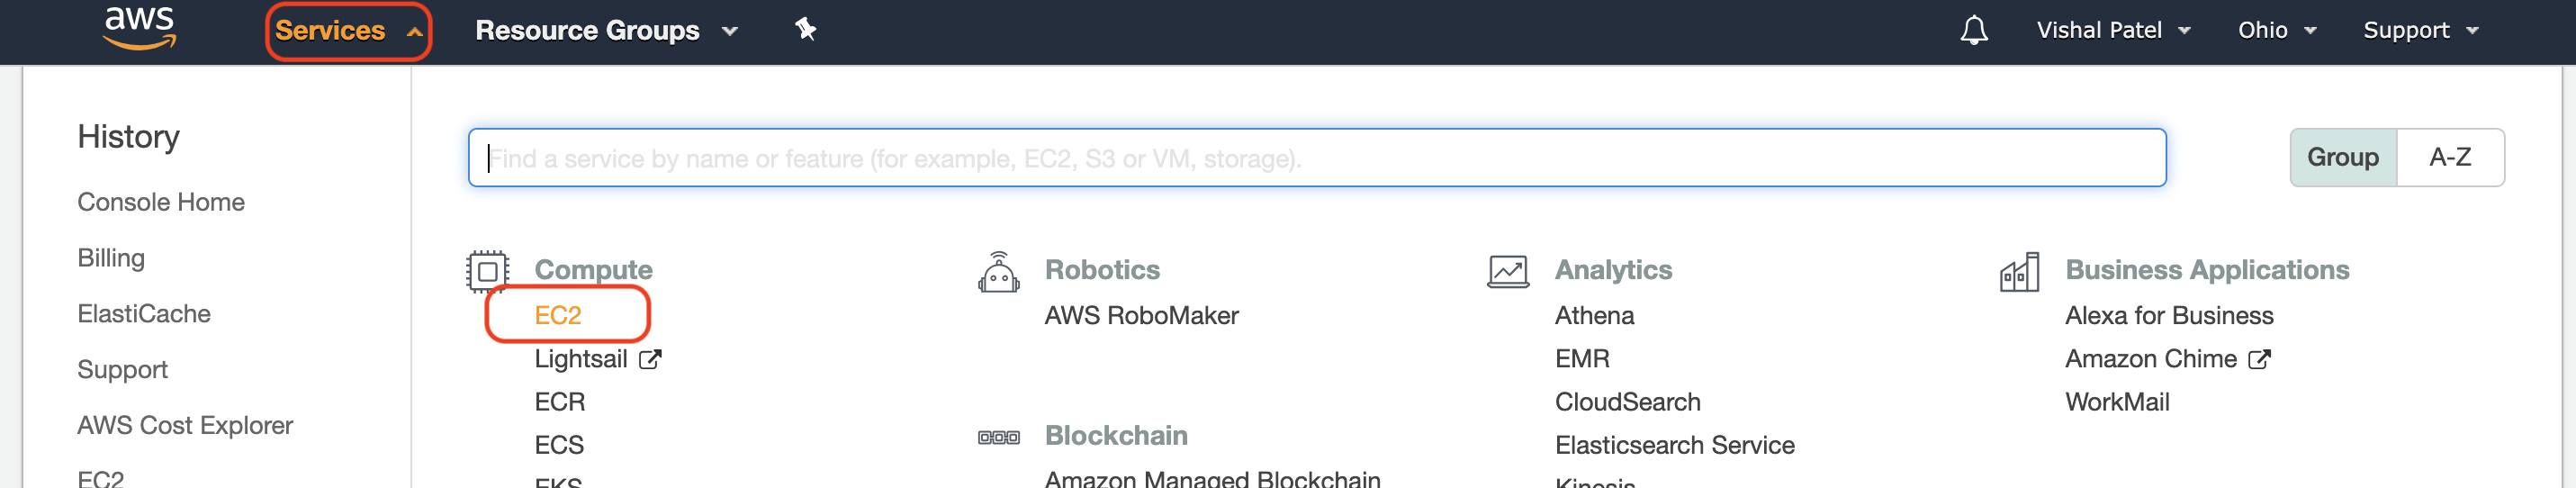 aws
Services
Resource Groups
Vishal Patel
Ohio
Support
History
Console Home
Billing
ElastiCache
Support
AWS Cost Explorer
EC2
Find a service by name or feature (for example, EC2, S3 or VM, storage).
Group
A-Z
Compute
EC2
Lightsail
ECR
ECS
EKS
Robotics
AWS RoboMaker
Blockchain
Amazon Managed Blockchain
Analytics
Athena
EMR
CloudSearch
Elasticsearch Service
Kinesis
Business Applications
Alexa for Business
Amazon Chime
WorkMail